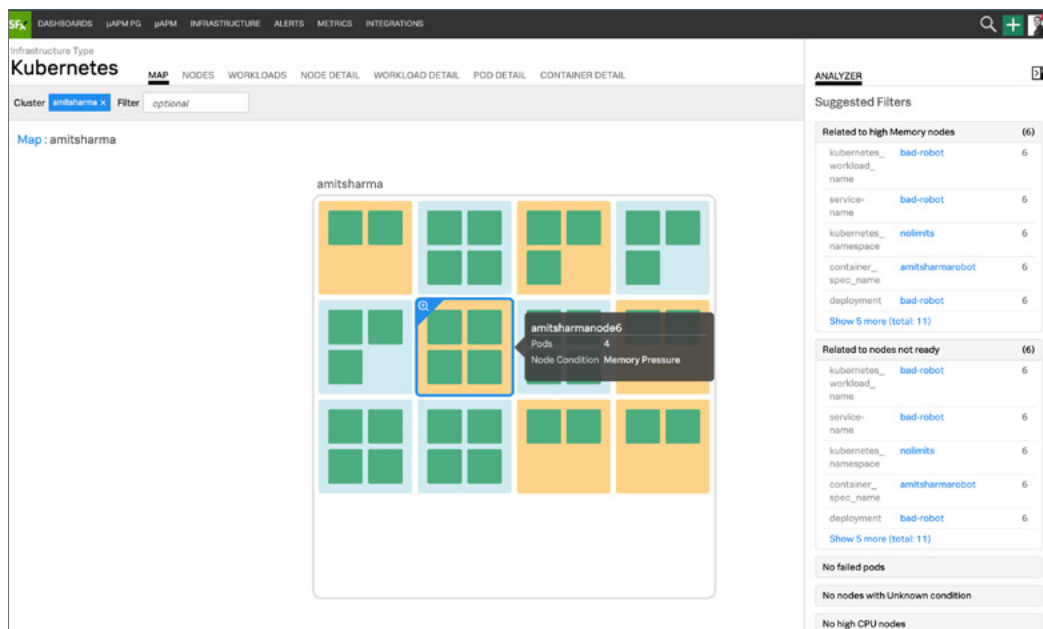 SFx DASHBOARDS µAPM PG µAPM INFRASTRUCTURE ALERTS METRICS INTEGRATIONS
Infrastructure Type
Kubernetes MAP NODES WORKLOADS NODE DETAIL WORKLOAD DETAIL POD DETAIL CONTAINER DETAIL
Cluster amitsharma × Filter optional
Map : amitsharma
amitsharma
amitsharmanode6
Pods 4
Node Condition Memory Pressure
ANALYZER
Suggested Filters
Related to high Memory nodes (6)
kubernetes_ bad-robot 6
workload_
name
service- bad-robot 6
name
kubernetes_ nolimits 6
namespace
container_ amitsharmarobot 6
spec_name
deployment bad-robot 6
Show 5 more (total: 11)
Related to nodes not ready (6)
kubernetes_ bad-robot 6
workload_
name
service- bad-robot 6
name
kubernetes_ nolimits 6
namespace
container_ amitsharmarobot 6
spec_name
deployment bad-robot 6
Show 5 more (total: 11)
No failed pods
No nodes with Unknown condition
No high CPU nodes